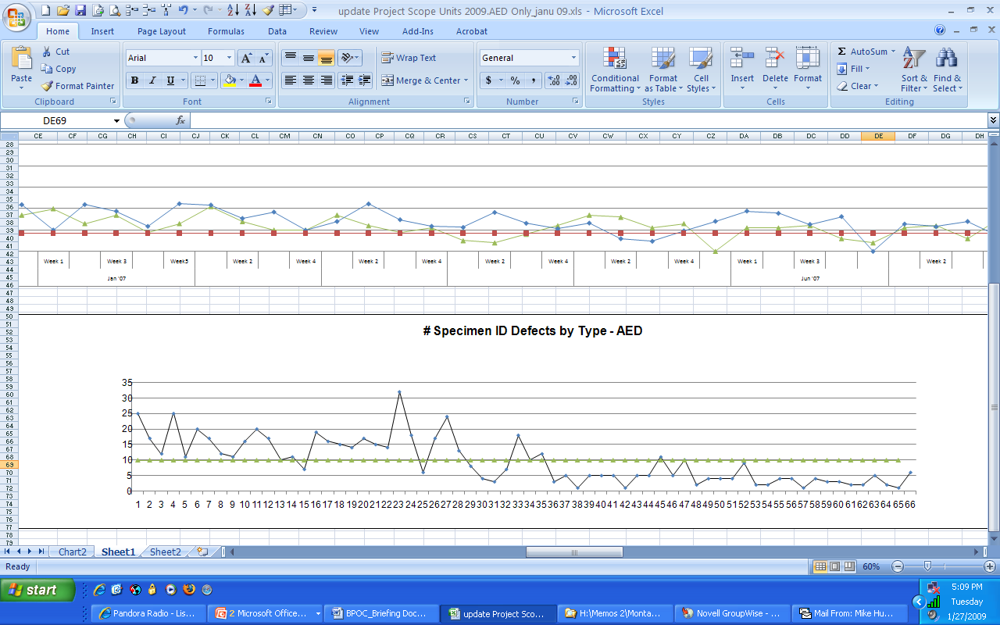 update Project Scope Units 2009.AED Only_janu 09.xls - Microsoft Excel
Home Insert Page Layout Formulas Data Review View Add-Ins Acrobat
Paste Cut Copy Format Painter Clipboard
Arial 10 A A B I U A Font
Wrap Text Merge & Center Alignment
General $ % , .00 Number
Conditional Formatting Format as Table Cell Styles Styles
Insert Delete Format Cells
Σ AutoSum Fill Clear Sort & Filter Find & Select Editing
DE69 fx
CE CF CG CH CI CJ CK CL CM CN CO CP CQ CR CS CT CU CV CW CX CY CZ DA DB DC DD DE DF DG DH
28
29
30
31
32
33
34
35
36
37
38
39
40
41
42
43 Week 1 Week 3 Week5 Week 2 Week 4 Week 2 Week 4 Week 2 Week 4 Week 2 Week 4 Week 1 Week 3 Week 2
44
45 Jan '07 Jun '07
46
47
48
49
50
51
52 # Specimen ID Defects by Type - AED
53
54
55
56
57
58
59
60
61
62
63
64
65
66
67
68
69
70
71
72
73
74
75
76
77
78
79
35
30
25
20
15
10
5
0
1 2 3 4 5 6 7 8 9 10 11 12 13 14 15 16 17 18 19 20 21 22 23 24 25 26 27 28 29 30 31 32 33 34 35 36 37 38 39 40 41 42 43 44 45 46 47 48 49 50 51 52 53 54 55 56 57 58 59 60 61 62 63 64 65 66
Chart2 Sheet1 Sheet2
Ready 60%
start
Pandora Radio - Lis... 2 Microsoft Office... BPOC_Briefing Doc... update Project Sco... H:\Memos 2\Monta... Novell GroupWise - ... Mail From: Mike Hu...
5:09 PM
Tuesday
1/27/2009